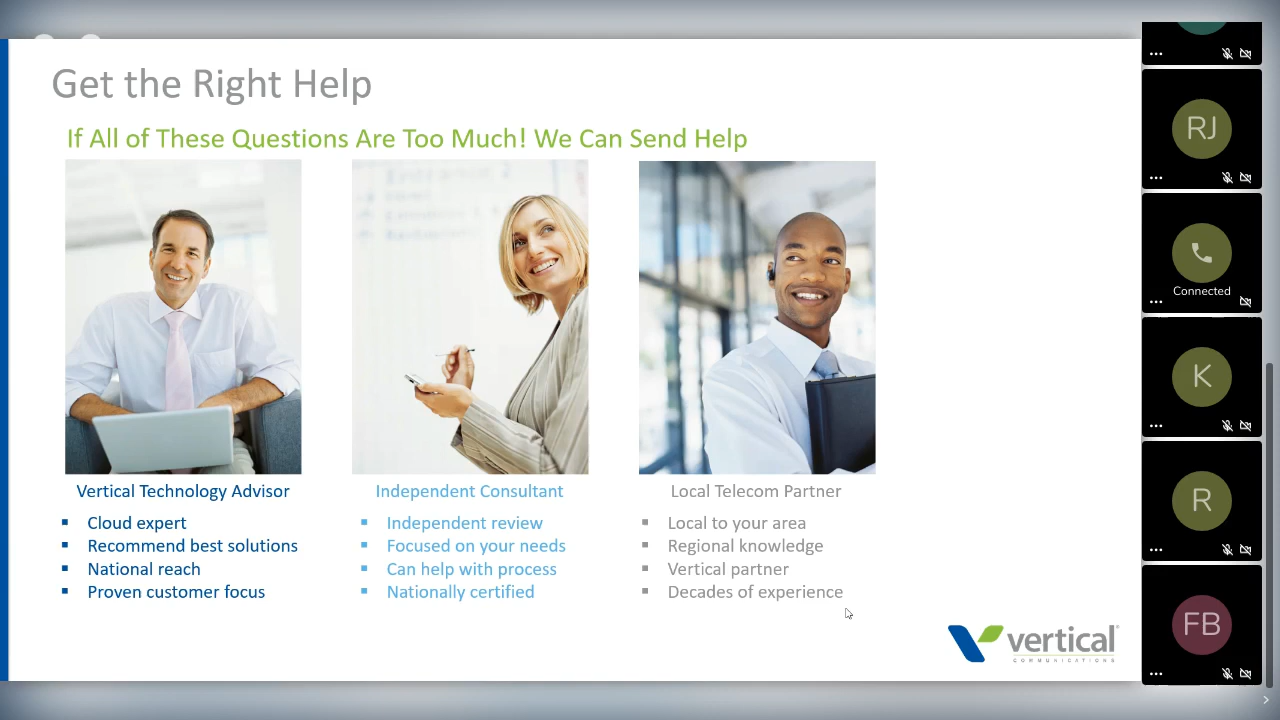 Get the Right Help
If All of These Questions Are Too Much! We Can Send Help
Vertical Technology Advisor
Cloud expert
Recommend best solutions
National reach
Proven customer focus
Independent Consultant
Independent review
Focused on your needs
Can help with process
Nationally certified
Local Telecom Partner
Local to your area
Regional knowledge
Vertical partner
Decades of experience
vertical
COMMUNICATIONS
RJ
Connected
K
R
FB